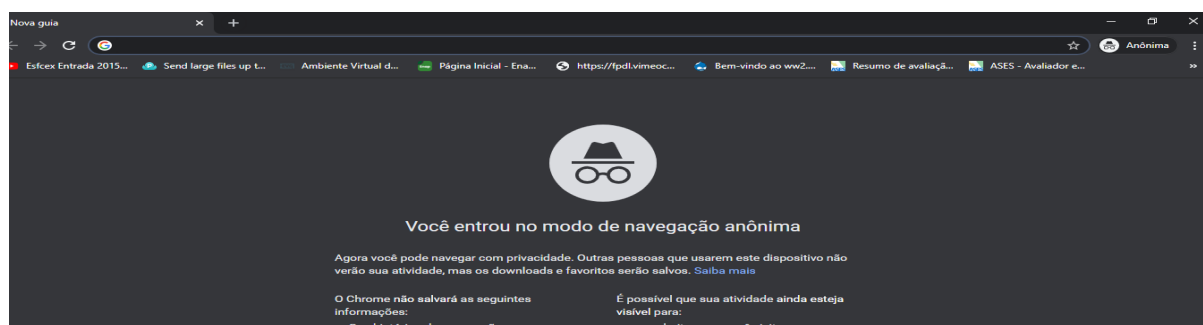 Nova guia
Anônima
Esfcex Entrada 2015... Send large files up t... Ambiente Virtual d... Página Inicial - Ena... https://fpdl.vimeoc... Bem-vindo ao ww2.... Resumo de avaliaçã... ASES - Avaliador e...
Você entrou no modo de navegação anônima
Agora você pode navegar com privacidade. Outras pessoas que usarem este dispositivo não
verão sua atividade, mas os downloads e favoritos serão salvos. Saiba mais
O Chrome não salvará as seguintes
informações:
É possível que sua atividade ainda esteja
visível para: